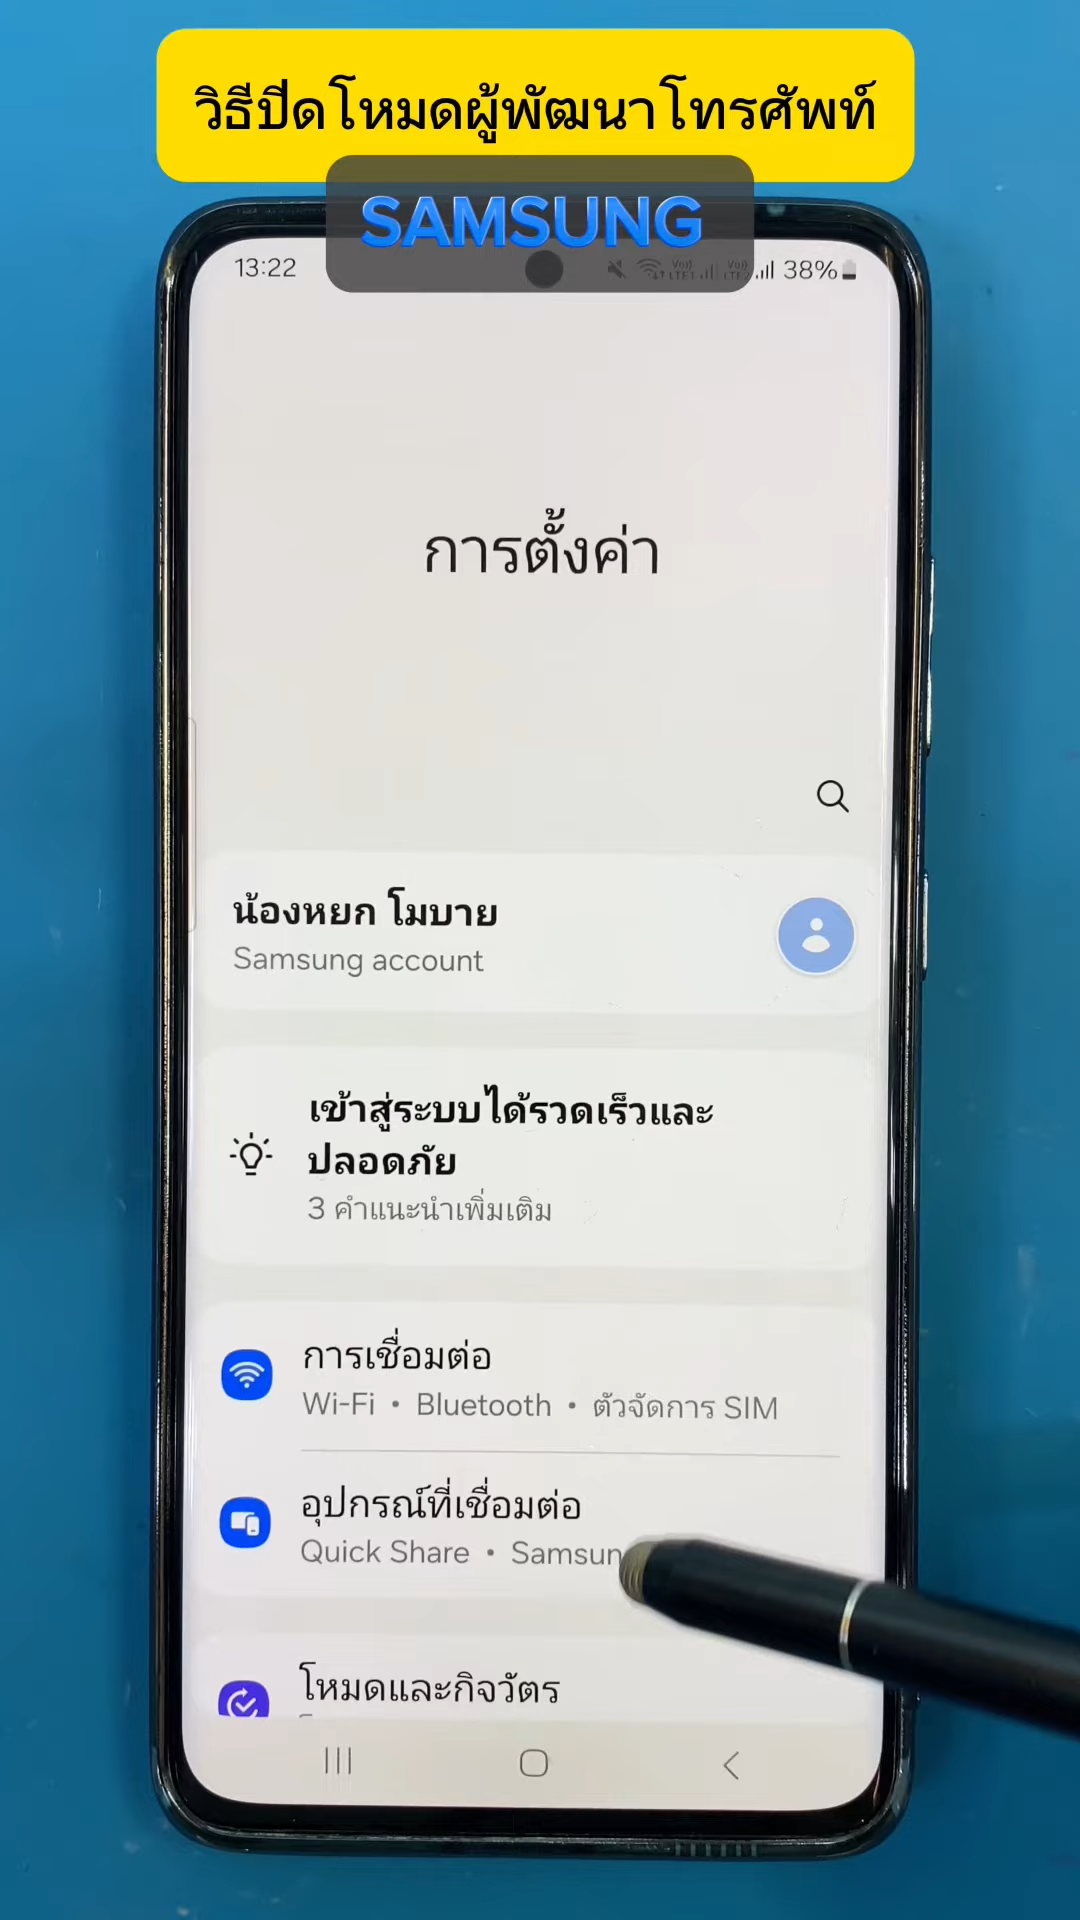 วิธีปิดโหมดผู้พัฒนาโทรศัพท์
SAMSUNG
13:22
38%
การตั้งค่า
น้องหยก โมบาย
Samsung account
เข้าสู่ระบบได้รวดเร็วและ
ปลอดภัย
3 คำแนะนำเพิ่มเติม
การเชื่อมต่อ
Wi-Fi • Bluetooth • ตัวจัดการ SIM
อุปกรณ์ที่เชื่อมต่อ
Quick Share • Samsun
โหมดและกิจวัตร